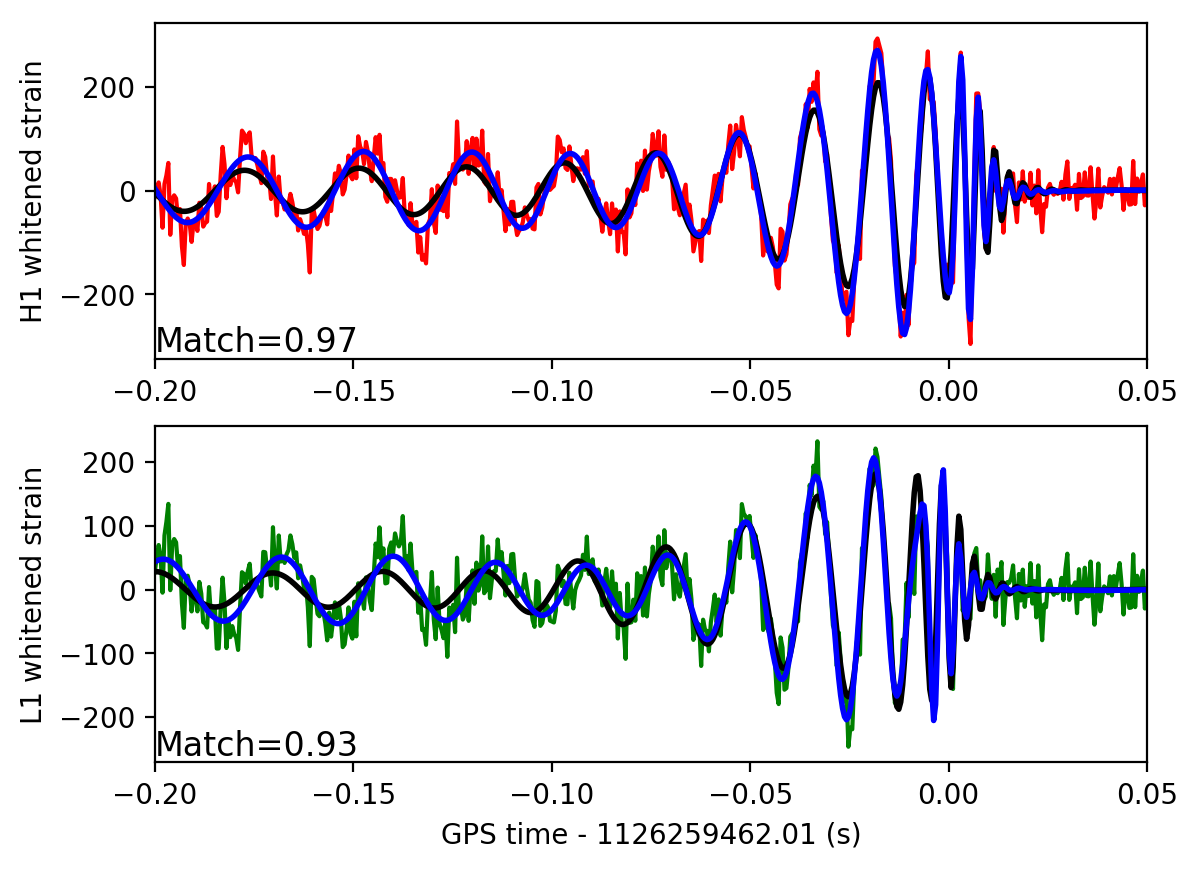 H1 whitened strain
200
0
−200
Match=0.97
−0.20 −0.15 −0.10 −0.05 0.00 0.05
L1 whitened strain
200
100
0
−100
−200
Match=0.93
−0.20 −0.15 −0.10 −0.05 0.00 0.05
GPS time - 1126259462.01 (s)